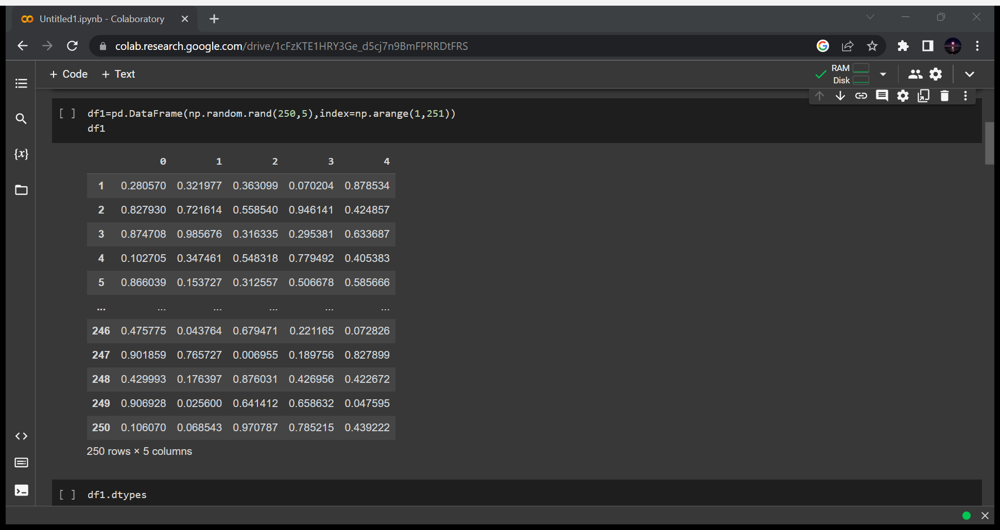 Untitled1.ipynb - Colaboratory
colab.research.google.com/drive/1cFzKTE1HRY3Ge_d5cj7n9BmFPRRDtFRS
+ Code + Text
RAM
Disk
[ ] df1=pd.DataFrame(np.random.rand(250,5),index=np.arange(1,251))
df1
0 1 2 3 4
1 0.280570 0.321977 0.363099 0.070204 0.878534
2 0.827930 0.721614 0.558540 0.946141 0.424857
3 0.874708 0.985676 0.316335 0.295381 0.633687
4 0.102705 0.347461 0.548318 0.779492 0.405383
5 0.866039 0.153727 0.312557 0.506678 0.585666
... ... ... ... ... ...
246 0.475775 0.043764 0.679471 0.221165 0.072826
247 0.901859 0.765727 0.006955 0.189756 0.827899
248 0.429993 0.176397 0.876031 0.426956 0.422672
249 0.906928 0.025600 0.641412 0.658632 0.047595
250 0.106070 0.068543 0.970787 0.785215 0.439222
250 rows × 5 columns
[ ] df1.dtypes